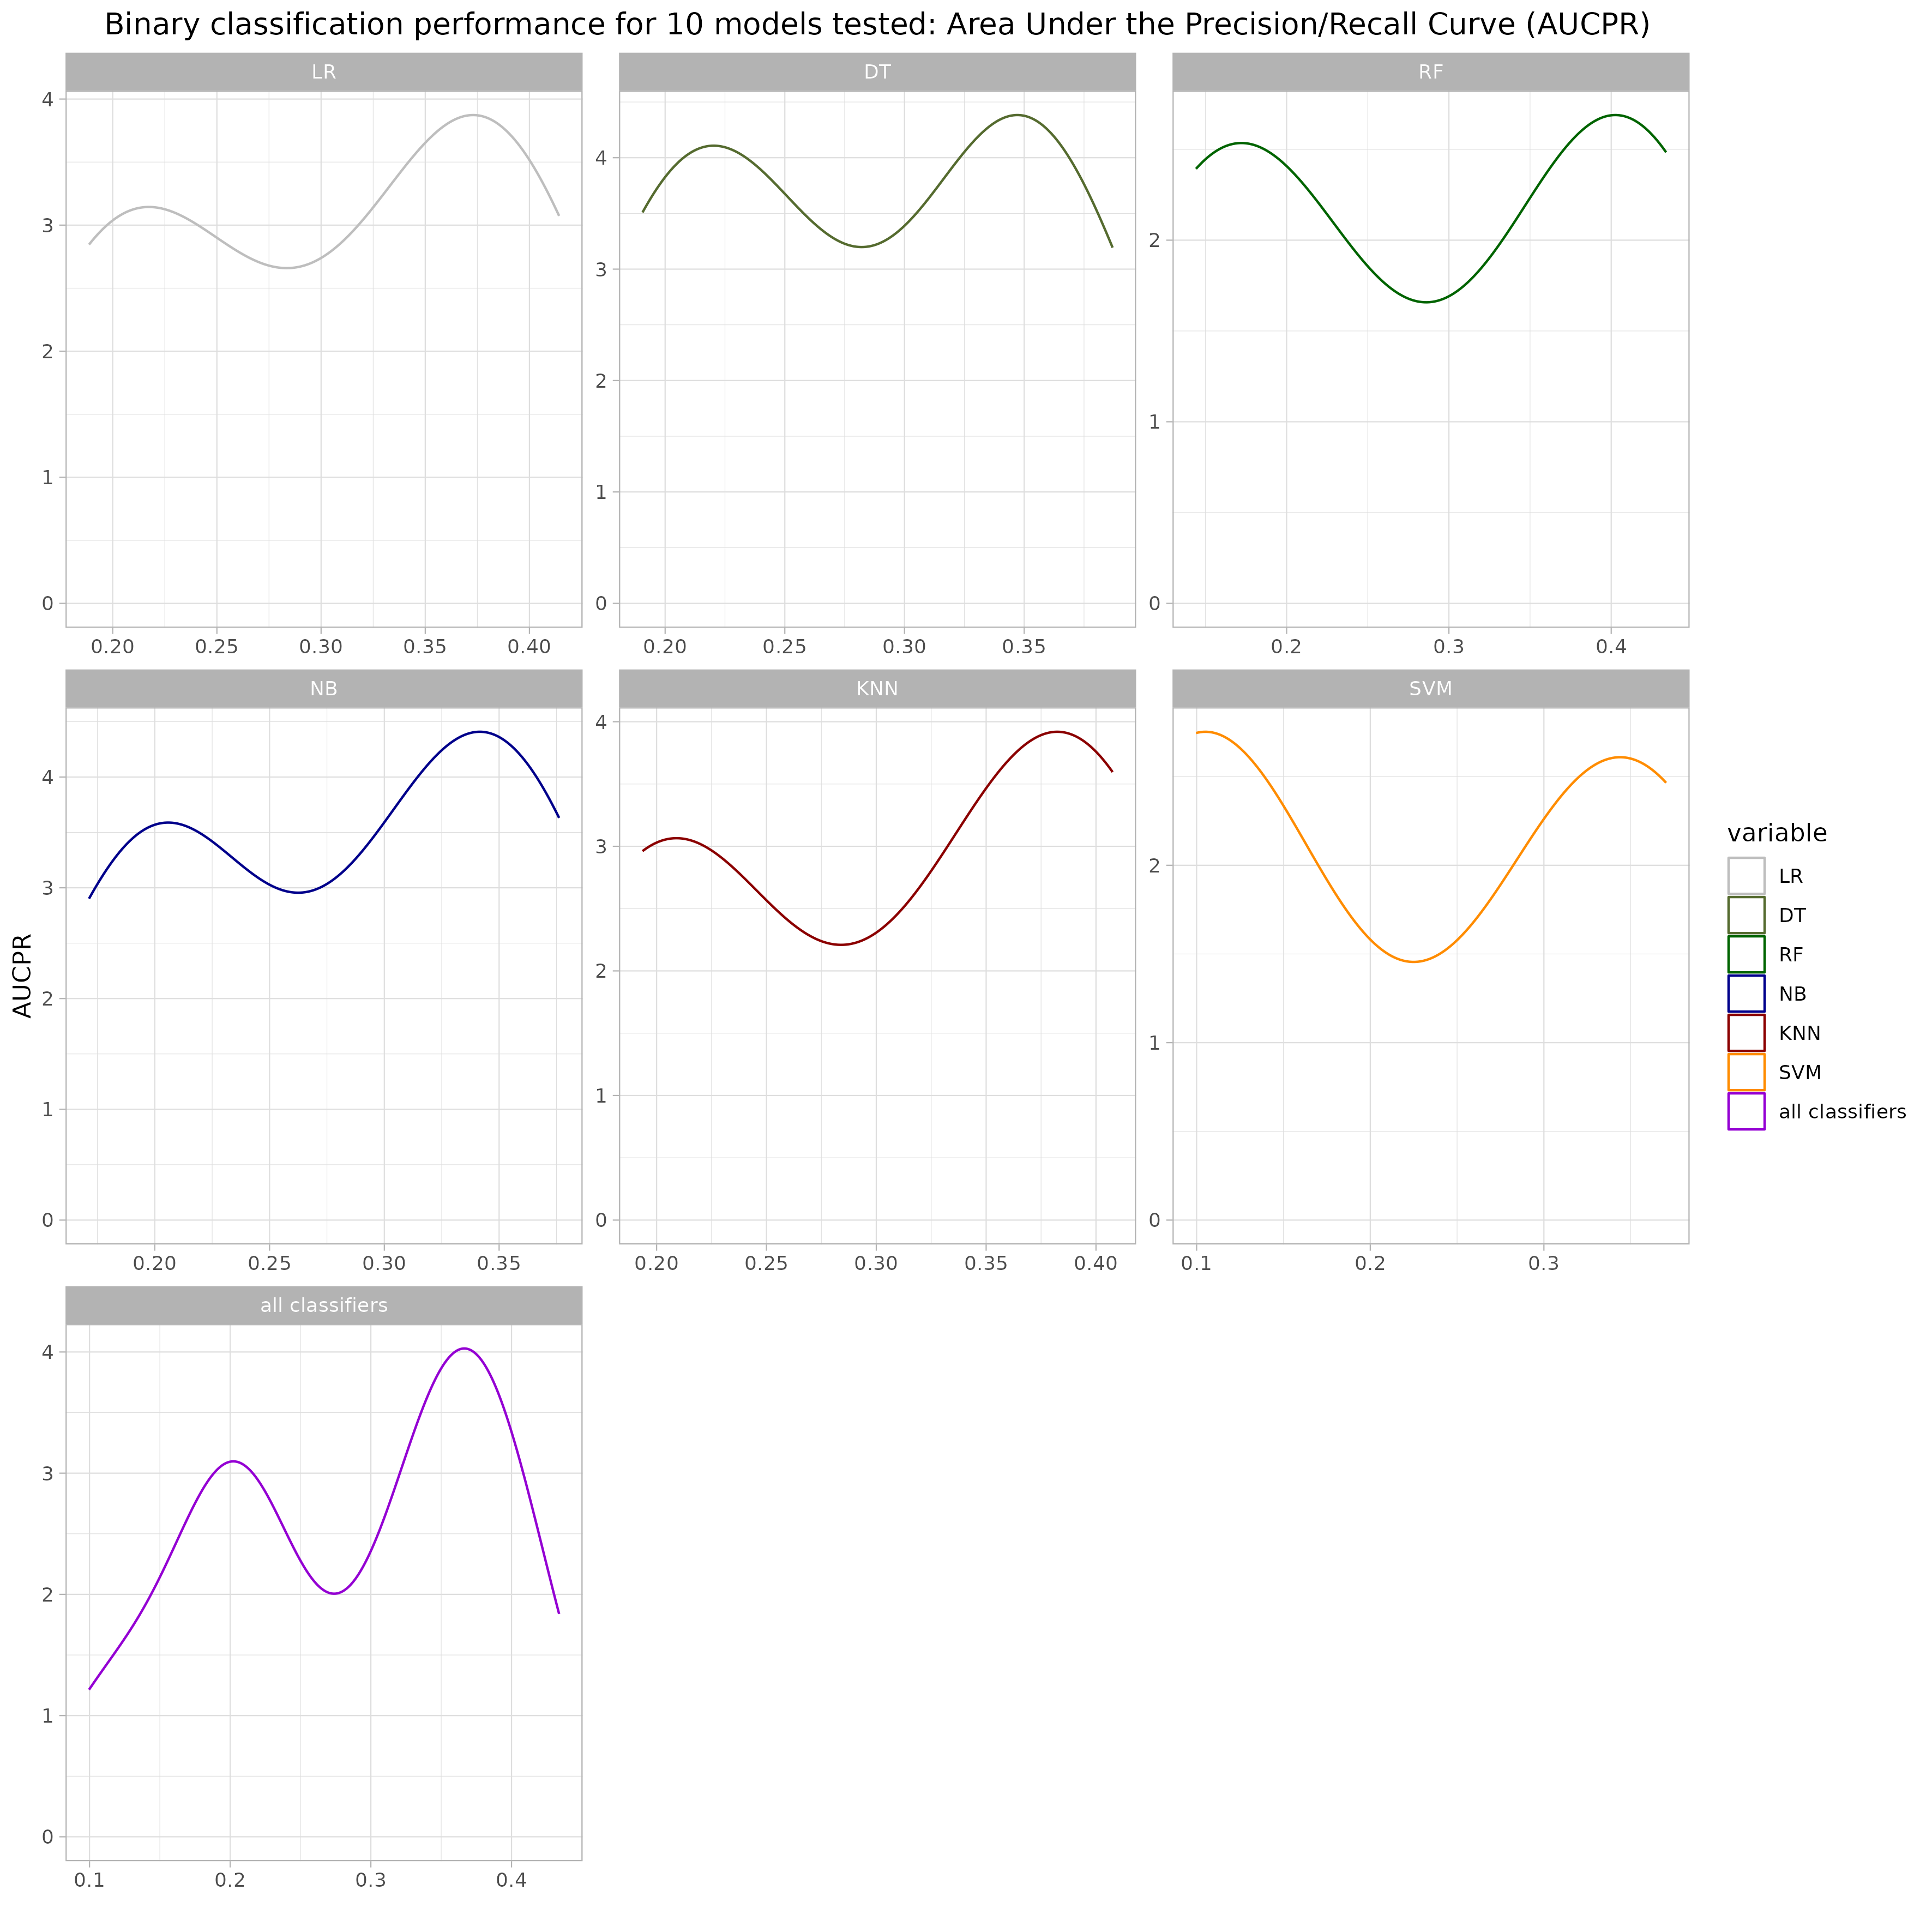 Binary classification performance for 10 models tested: Area Under the Precision/Recall Curve (AUCPR)
LR
DT
RF
4
3
2
1
0
4
3
2
1
0
2
1
0
0.20 0.25 0.30 0.35 0.40
0.20 0.25 0.30 0.35
0.2 0.3 0.4
NB
KNN
SVM
4
3
2
1
0
4
3
2
1
0
2
1
0
0.20 0.25 0.30 0.35
0.20 0.25 0.30 0.35 0.40
0.1 0.2 0.3
all classifiers
4
3
2
1
0
0.1 0.2 0.3 0.4
AUCPR
variable
LR
DT
RF
NB
KNN
SVM
all classifiers